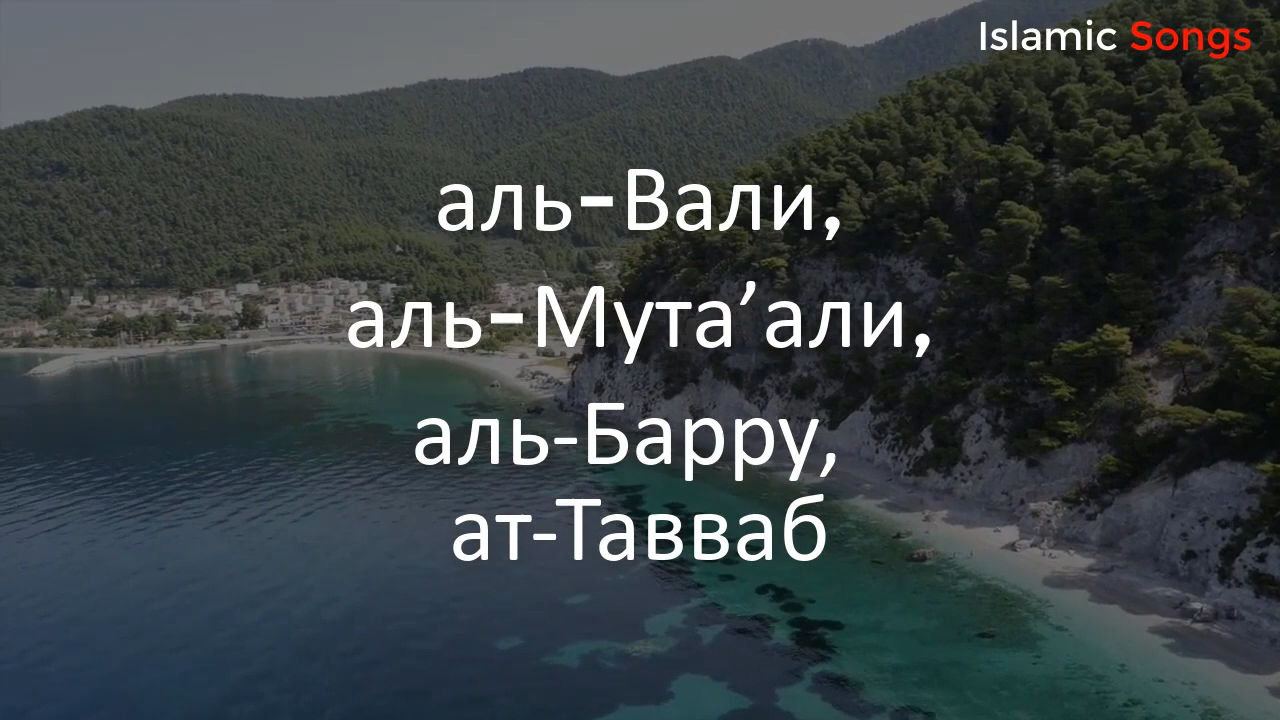 Islamic Songs
аль-Вали,
аль-Мута’али,
аль-Барру,
ат-Тавваб